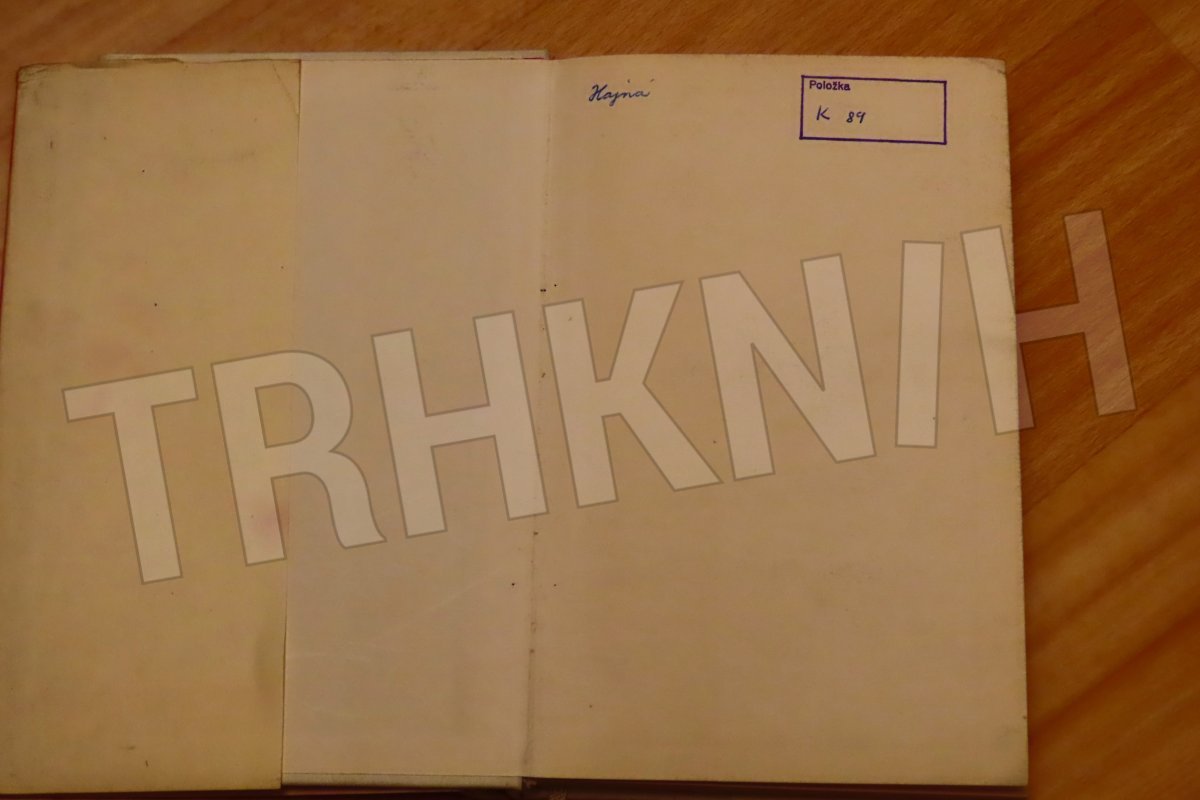 Hajná
Položka
K 89
TRHKNIH